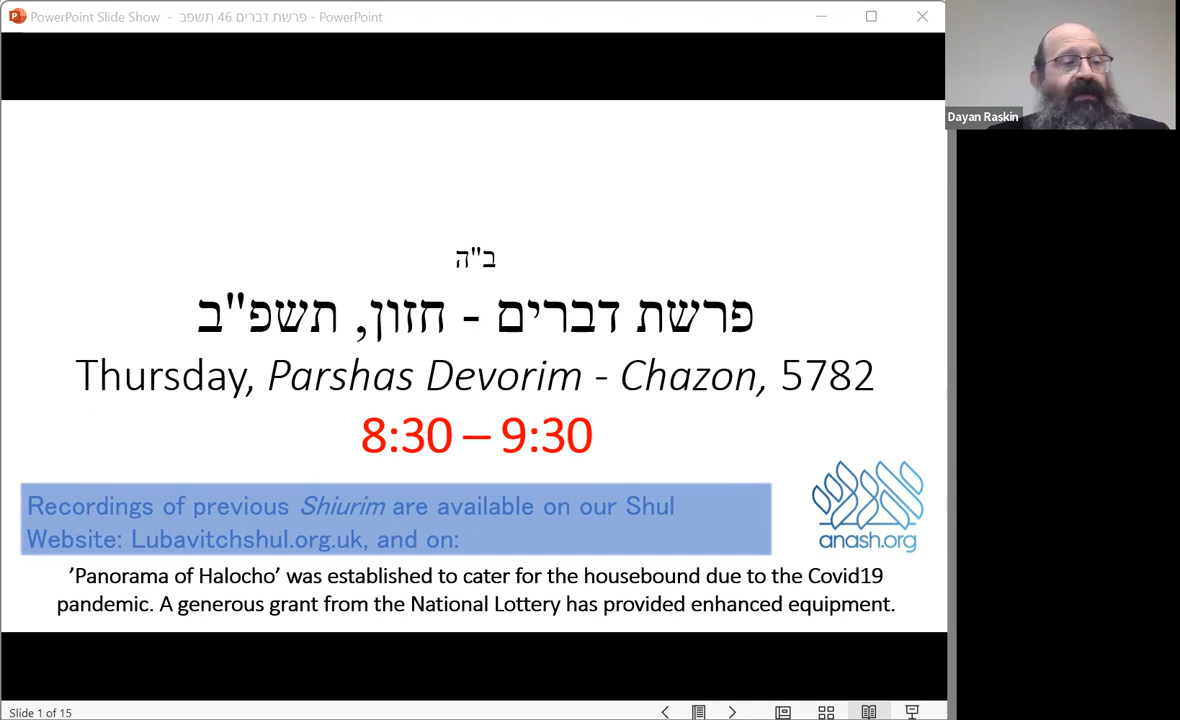 PowerPoint Slide Show - פרשת דברים 46 תשפב - PowerPoint
Dayan Raskin
ב"ה
פרשת דברים - חזון, תשפ"ב
Thursday, Parshas Devorim - Chazon, 5782
8:30 – 9:30
Recordings of previous Shiurim are available on our Shul
Website: Lubavitchshul.org.uk, and on:
אנש
anash.org
’Panorama of Halocho’ was established to cater for the housebound due to the Covid19
pandemic. A generous grant from the National Lottery has provided enhanced equipment.
Slide 1 of 15